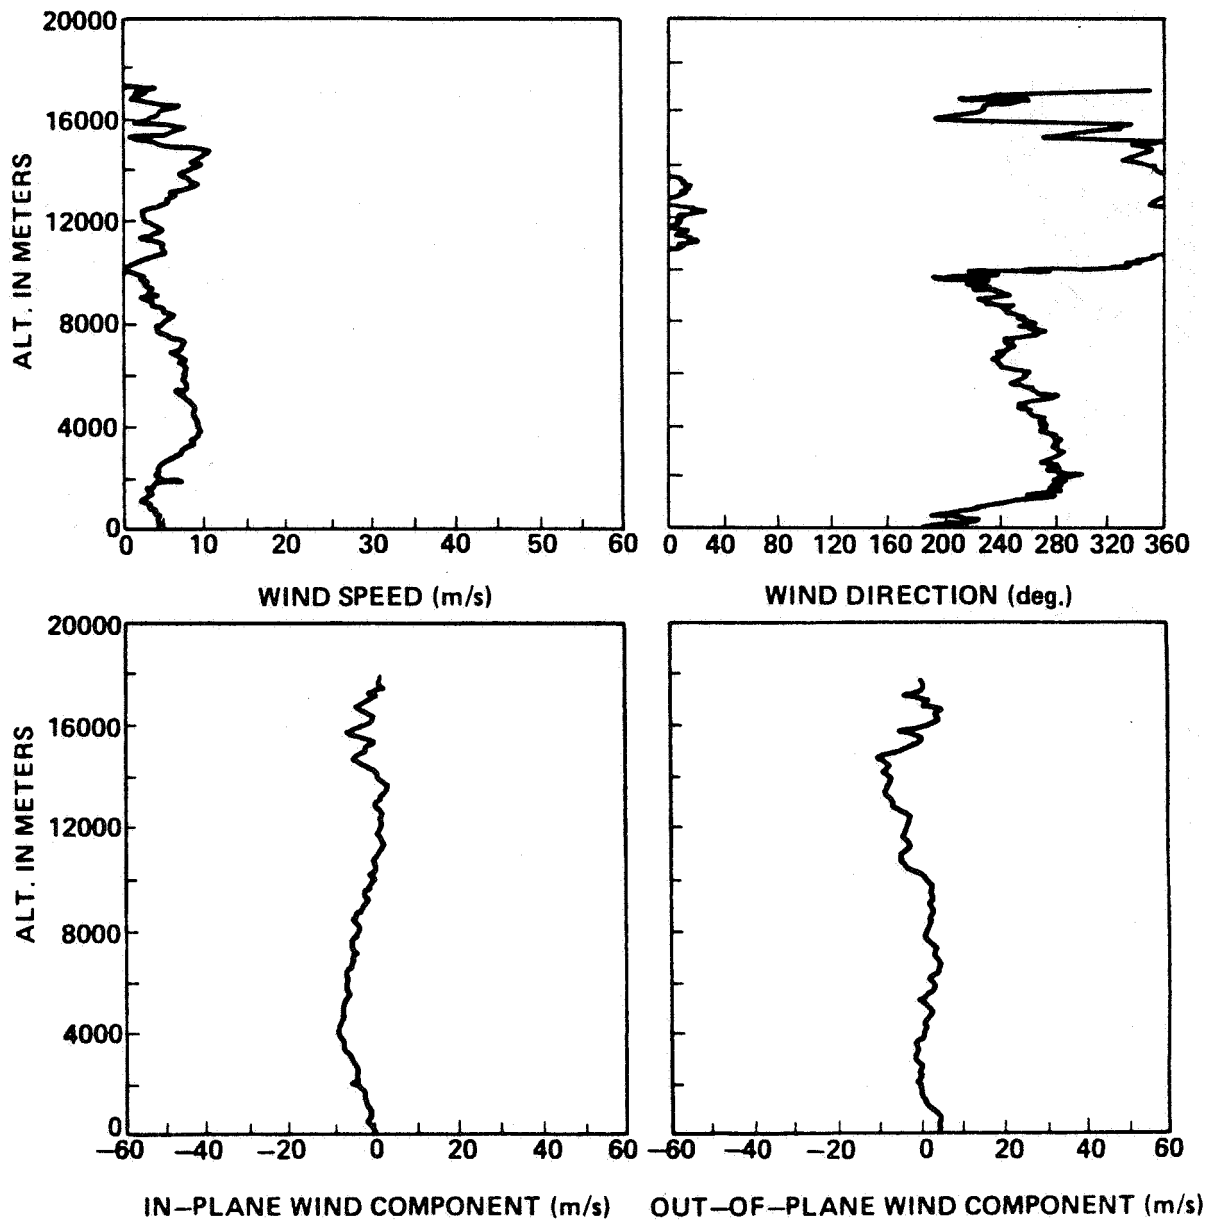 20000
16000
12000
8000
4000
0
ALT. IN METERS
0 10 20 30 40 50 60
WIND SPEED (m/s)
0 40 80 120 160 200 240 280 320 360
WIND DIRECTION (deg.)
20000
16000
12000
8000
4000
0
ALT. IN METERS
−60 −40 −20 0 20 40 60
IN−PLANE WIND COMPONENT (m/s)
−60 −40 −20 0 20 40 60
OUT−OF−PLANE WIND COMPONENT (m/s)